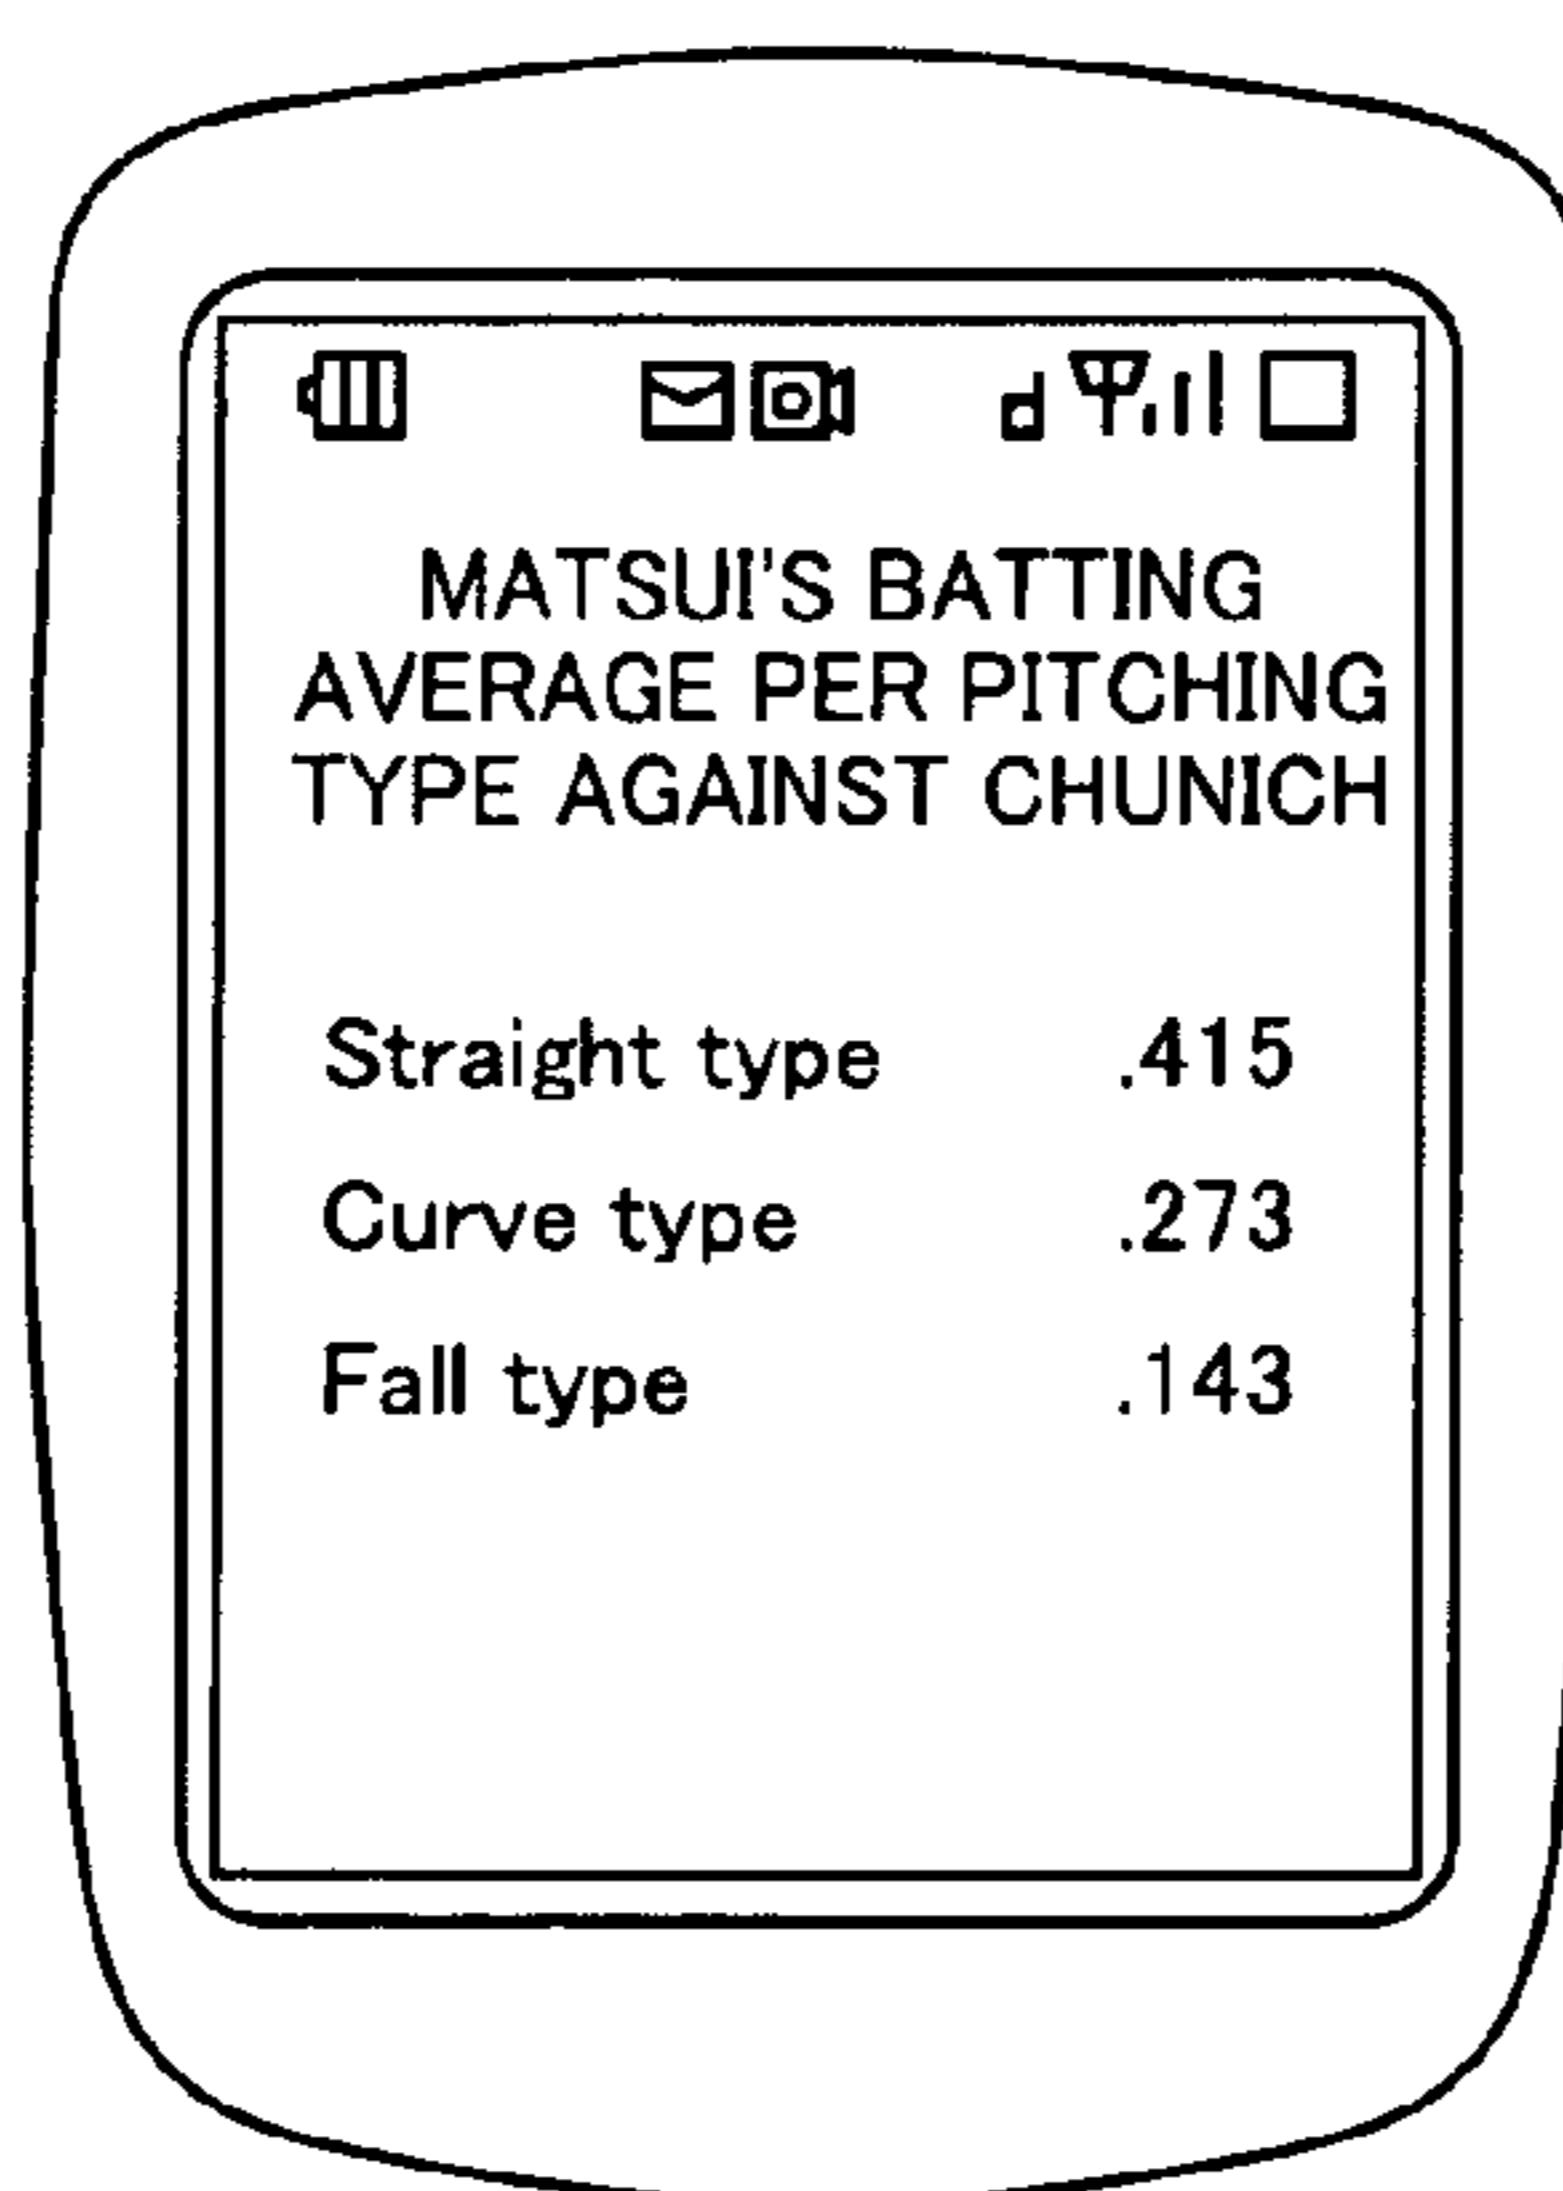 d
MATSUI'S BATTING
AVERAGE PER PITCHING
TYPE AGAINST CHUNICH
Straight type .415
Curve type .273
Fall type .143